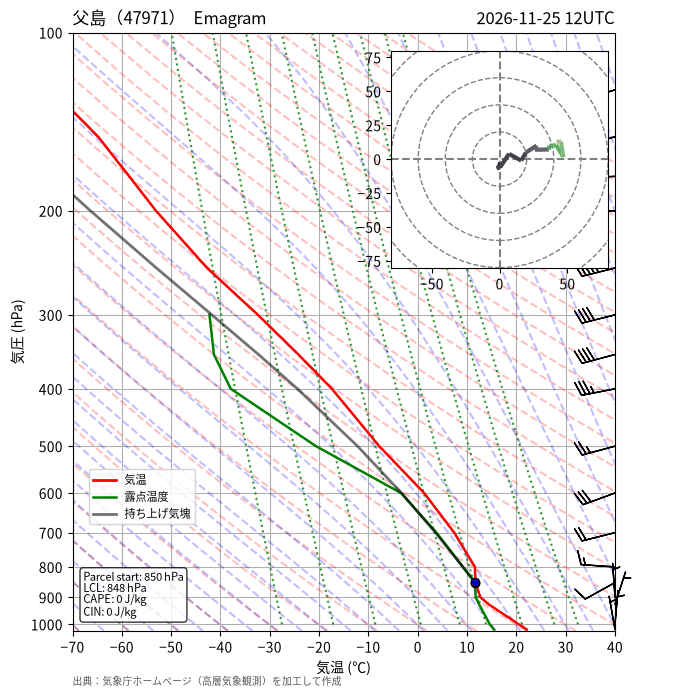 父島（47971） Emagram
2026-11-25 12UTC
100
200
300
400
500
600
700
800
900
1000
気圧 (hPa)
75
50
25
0
−25
−50
−75
−50
0
50
気温
露点温度
持ち上げ気塊
Parcel start: 850 hPa
LCL: 848 hPa
CAPE: 0 J/kg
CIN: 0 J/kg
−70
−60
−50
−40
−30
−20
−10
0
10
20
30
40
気温 (℃)
出典：気象庁ホームページ（高層気象観測）を加工して作成